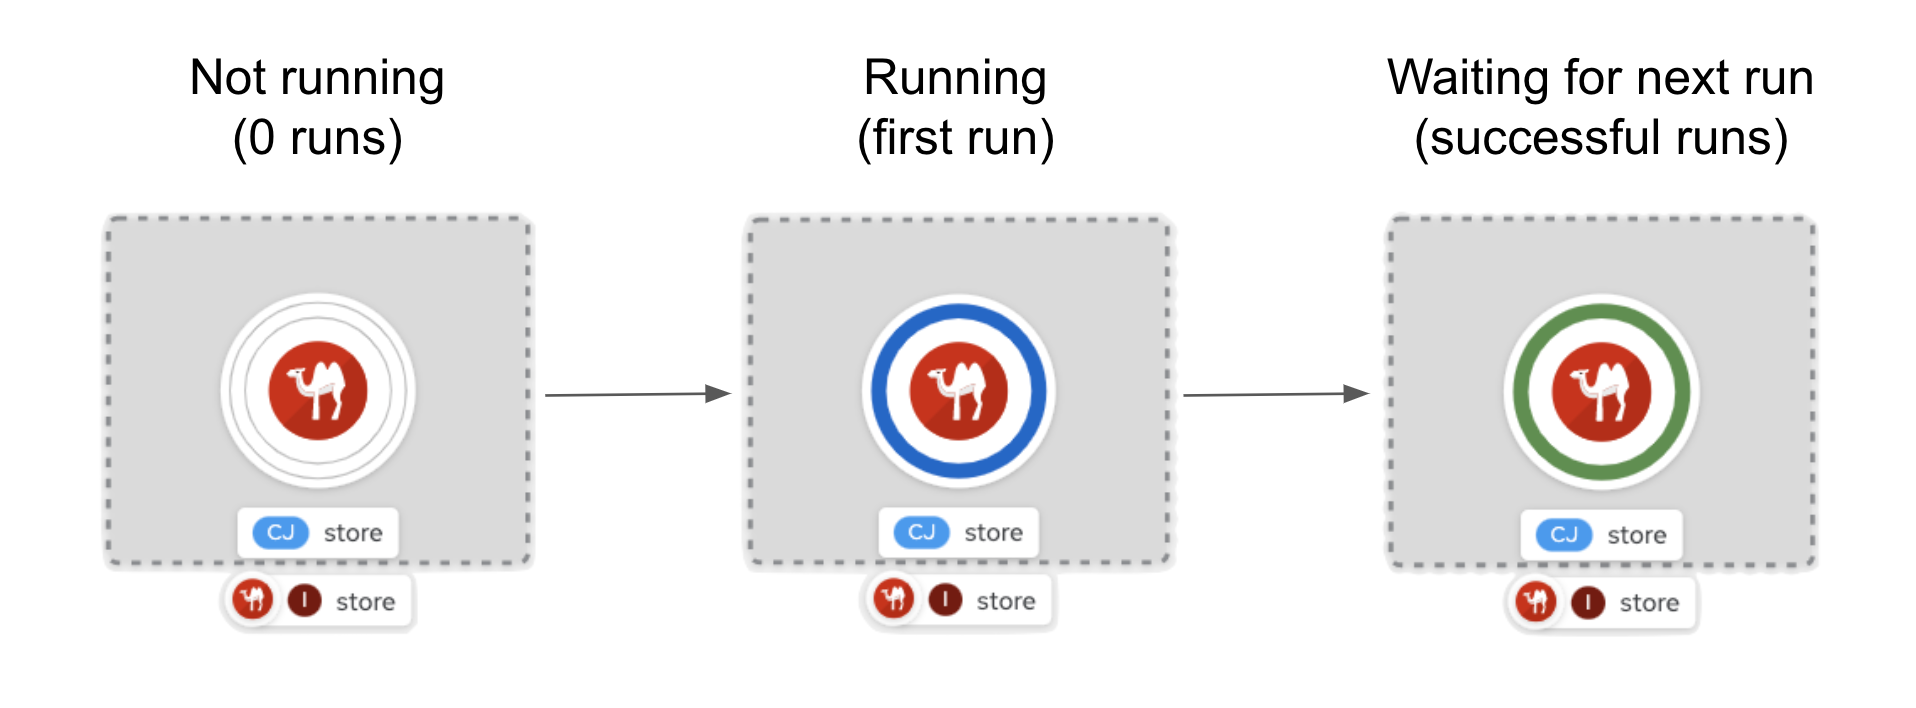 Not running
(0 runs)
Running
(first run)
Waiting for next run
(successful runs)
CJ store
I store
CJ store
I store
CJ store
I store